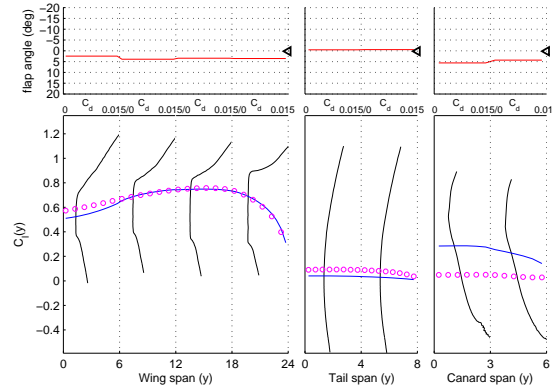 -20
-15
-10
-5
0
5
10
15
20
flap angle (deg)
0 C_d 0.015/0 C_d 0.015/0 C_d 0.015/0 C_d 0.015
0 C_d 0.015/0 C_d 0.015
0 C_d 0.015/0 C_d 0.01
1.2
1
0.8
0.6
0.4
0.2
0
-0.2
-0.4
C_l(y)
0 6 12 18 24
Wing span (y)
0 4 8
Tail span (y)
0 3 6
Canard span (y)